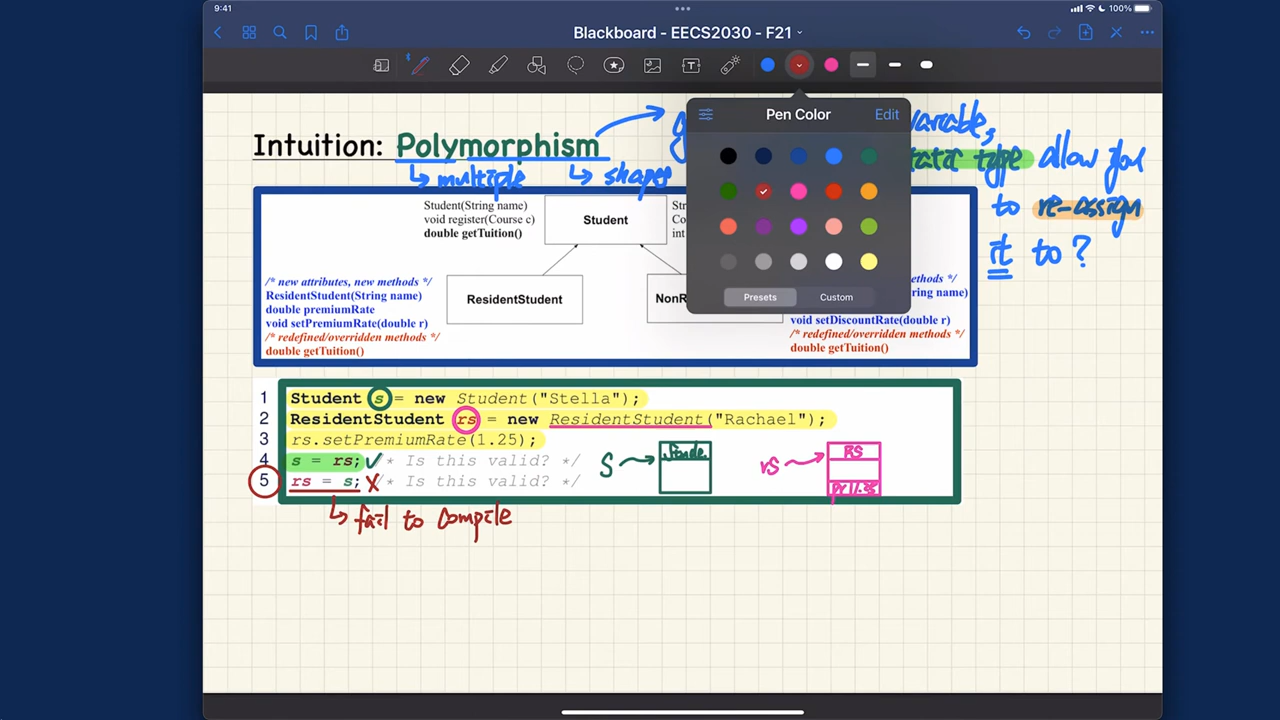 9:41
100%
Blackboard - EECS2030 - F21
Pen Color
Edit
Intuition: Polymorphism
variable,
static type allow you
multiple
shapes
to re-assign
it to ?
Student(String name)
void register(Course c)
double getTuition()
Student
/* new attributes, new methods */
ResidentStudent(String name)
double premiumRate
void setPremiumRate(double r)
/* redefined/overridden methods */
double getTuition()
ResidentStudent
Presets
Custom
void setDiscountRate(double r)
/* redefined/overridden methods */
double getTuition()
1 Student s = new Student("Stella");
2 ResidentStudent rs = new ResidentStudent("Rachael");
3 rs.setPremiumRate(1.25);
4 s = rs; ✓ /* Is this valid? */
5 rs = s; X /* Is this valid? */
S
rs
RS
fail to compile